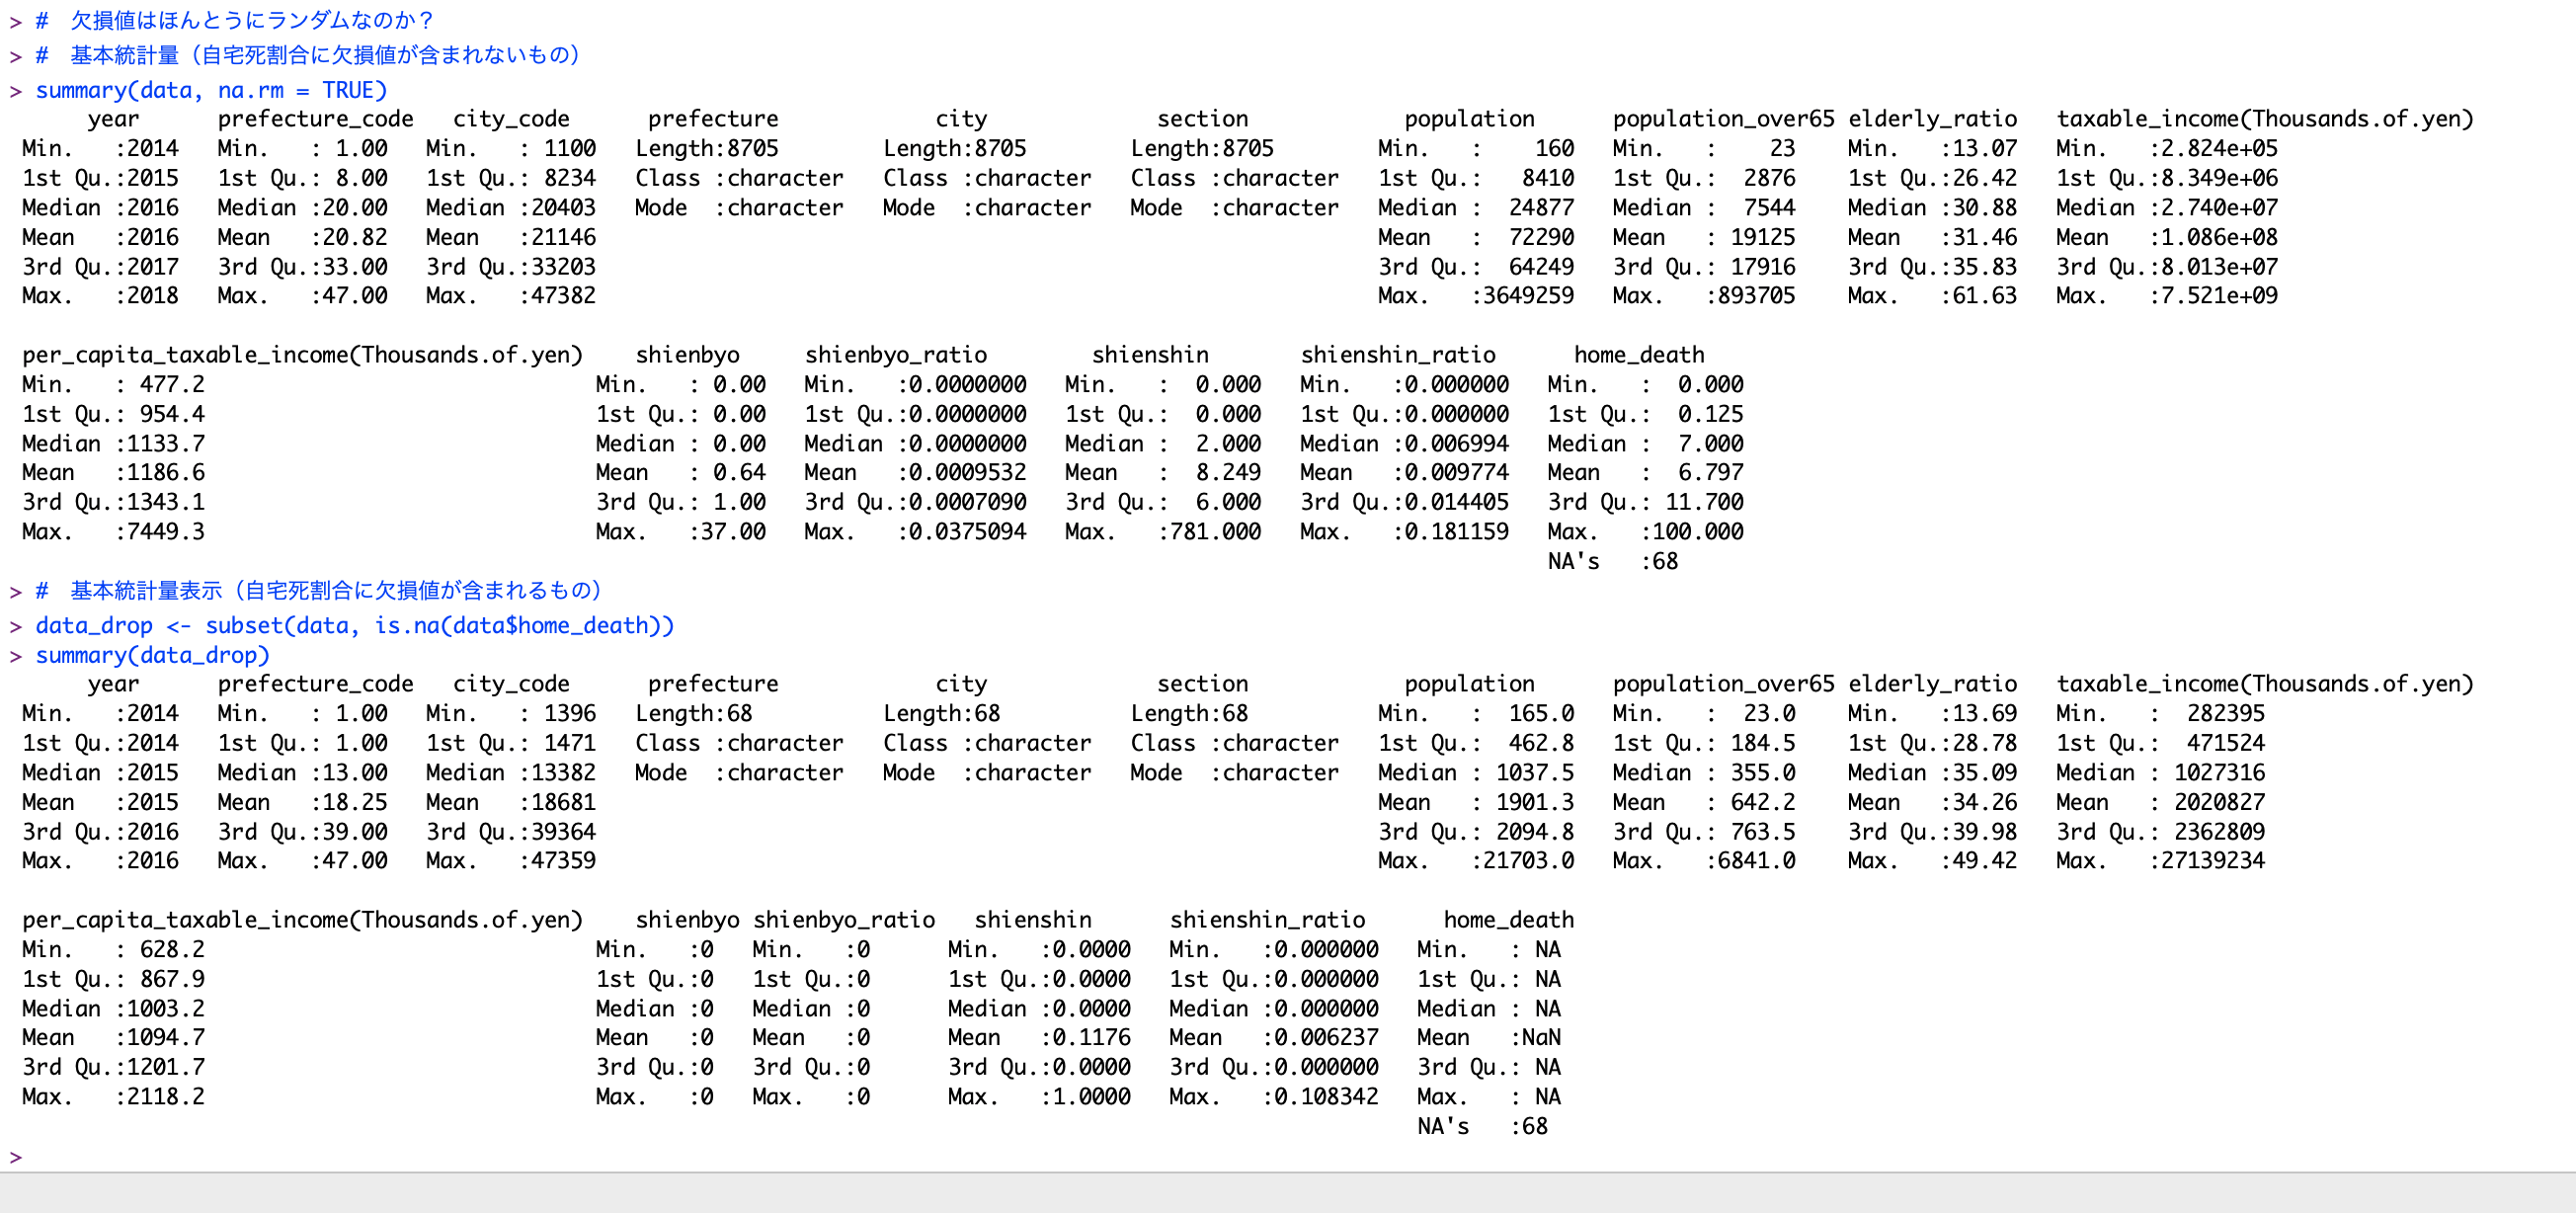 > #　欠損値はほんとうにランダムなのか？
> #　基本統計量（自宅死割合に欠損値が含まれないもの）
> summary(data, na.rm = TRUE)
year prefecture_code city_code prefecture city section population population_over65 elderly_ratio taxable_income(Thousands.of.yen)
Min. :2014 Min. : 1.00 Min. : 1100 Length:8705 Length:8705 Length:8705 Min. : 160 Min. : 23 Min. :13.07 Min. :2.824e+05
1st Qu.:2015 1st Qu.: 8.00 1st Qu.: 8234 Class :character Class :character Class :character 1st Qu.: 8410 1st Qu.: 2876 1st Qu.:26.42 1st Qu.:8.349e+06
Median :2016 Median :20.00 Median :20403 Mode :character Mode :character Mode :character Median : 24877 Median : 7544 Median :30.88 Median :2.740e+07
Mean :2016 Mean :20.82 Mean :21146 Mean : 72290 Mean : 19125 Mean :31.46 Mean :1.086e+08
3rd Qu.:2017 3rd Qu.:33.00 3rd Qu.:33203 3rd Qu.: 64249 3rd Qu.: 17916 3rd Qu.:35.83 3rd Qu.:8.013e+07
Max. :2018 Max. :47.00 Max. :47382 Max. :3649259 Max. :893705 Max. :61.63 Max. :7.521e+09
per_capita_taxable_income(Thousands.of.yen) shienbyo shienbyo_ratio shienshin shienshin_ratio home_death
Min. : 477.2 Min. : 0.00 Min. :0.0000000 Min. : 0.000 Min. :0.000000 Min. : 0.000
1st Qu.: 954.4 1st Qu.: 0.00 1st Qu.:0.0000000 1st Qu.: 0.000 1st Qu.:0.000000 1st Qu.: 0.125
Median :1133.7 Median : 0.00 Median :0.0000000 Median : 2.000 Median :0.006994 Median : 7.000
Mean :1186.6 Mean : 0.64 Mean :0.0009532 Mean : 8.249 Mean :0.009774 Mean : 6.797
3rd Qu.:1343.1 3rd Qu.: 1.00 3rd Qu.:0.0007090 3rd Qu.: 6.000 3rd Qu.:0.014405 3rd Qu.: 11.700
Max. :7449.3 Max. :37.00 Max. :0.0375094 Max. :781.000 Max. :0.181159 Max. :100.000
NA's :68
> #　基本統計量表示（自宅死割合に欠損値が含まれるもの）
> data_drop <- subset(data, is.na(data$home_death))
> summary(data_drop)
year prefecture_code city_code prefecture city section population population_over65 elderly_ratio taxable_income(Thousands.of.yen)
Min. :2014 Min. : 1.00 Min. : 1396 Length:68 Length:68 Length:68 Min. : 165.0 Min. : 23.0 Min. :13.69 Min. : 282395
1st Qu.:2014 1st Qu.: 1.00 1st Qu.: 1471 Class :character Class :character Class :character 1st Qu.: 462.8 1st Qu.: 184.5 1st Qu.:28.78 1st Qu.: 471524
Median :2015 Median :13.00 Median :13382 Mode :character Mode :character Mode :character Median : 1037.5 Median : 355.0 Median :35.09 Median : 1027316
Mean :2015 Mean :18.25 Mean :18681 Mean : 1901.3 Mean : 642.2 Mean :34.26 Mean : 2020827
3rd Qu.:2016 3rd Qu.:39.00 3rd Qu.:39364 3rd Qu.: 2094.8 3rd Qu.: 763.5 3rd Qu.:39.98 3rd Qu.: 2362809
Max. :2016 Max. :47.00 Max. :47359 Max. :21703.0 Max. :6841.0 Max. :49.42 Max. :27139234
per_capita_taxable_income(Thousands.of.yen) shienbyo shienbyo_ratio shienshin shienshin_ratio home_death
Min. : 628.2 Min. :0 Min. :0 Min. :0.0000 Min. :0.000000 Min. : NA
1st Qu.: 867.9 1st Qu.:0 1st Qu.:0 1st Qu.:0.0000 1st Qu.:0.000000 1st Qu.: NA
Median :1003.2 Median :0 Median :0 Median :0.0000 Median :0.000000 Median : NA
Mean :1094.7 Mean :0 Mean :0 Mean :0.1176 Mean :0.006237 Mean :NaN
3rd Qu.:1201.7 3rd Qu.:0 3rd Qu.:0 3rd Qu.:0.0000 3rd Qu.:0.000000 3rd Qu.: NA
Max. :2118.2 Max. :0 Max. :0 Max. :1.0000 Max. :0.108342 Max. : NA
NA's :68
>